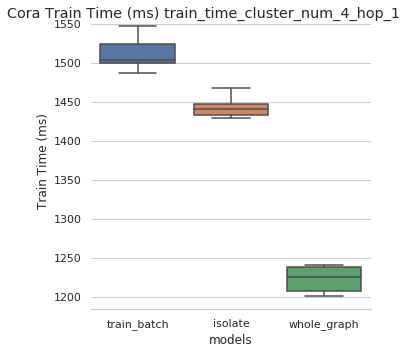 Cora Train Time (ms) train_time_cluster_num_4_hop_1
1550
1500
1450
1400
1350
1300
1250
1200
Train Time (ms)
train_batch isolate whole_graph
models